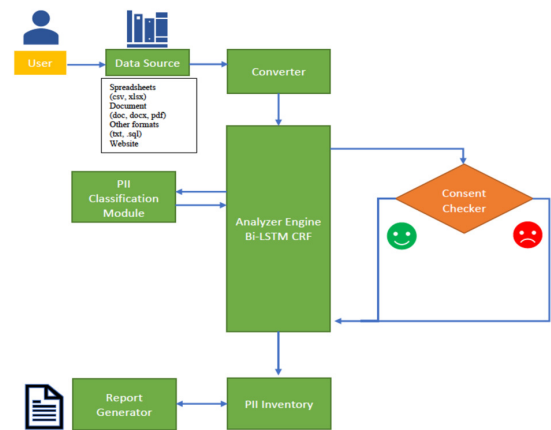 User
Data Source
Converter
Spreadsheets
(csv, xlsx)
Document
(doc, docx, pdf)
Other formats
(txt, .sql)
Website
PII
Classification
Module
Analyzer Engine
Bi-LSTM CRF
Consent
Checker
Report
Generator
PII Inventory